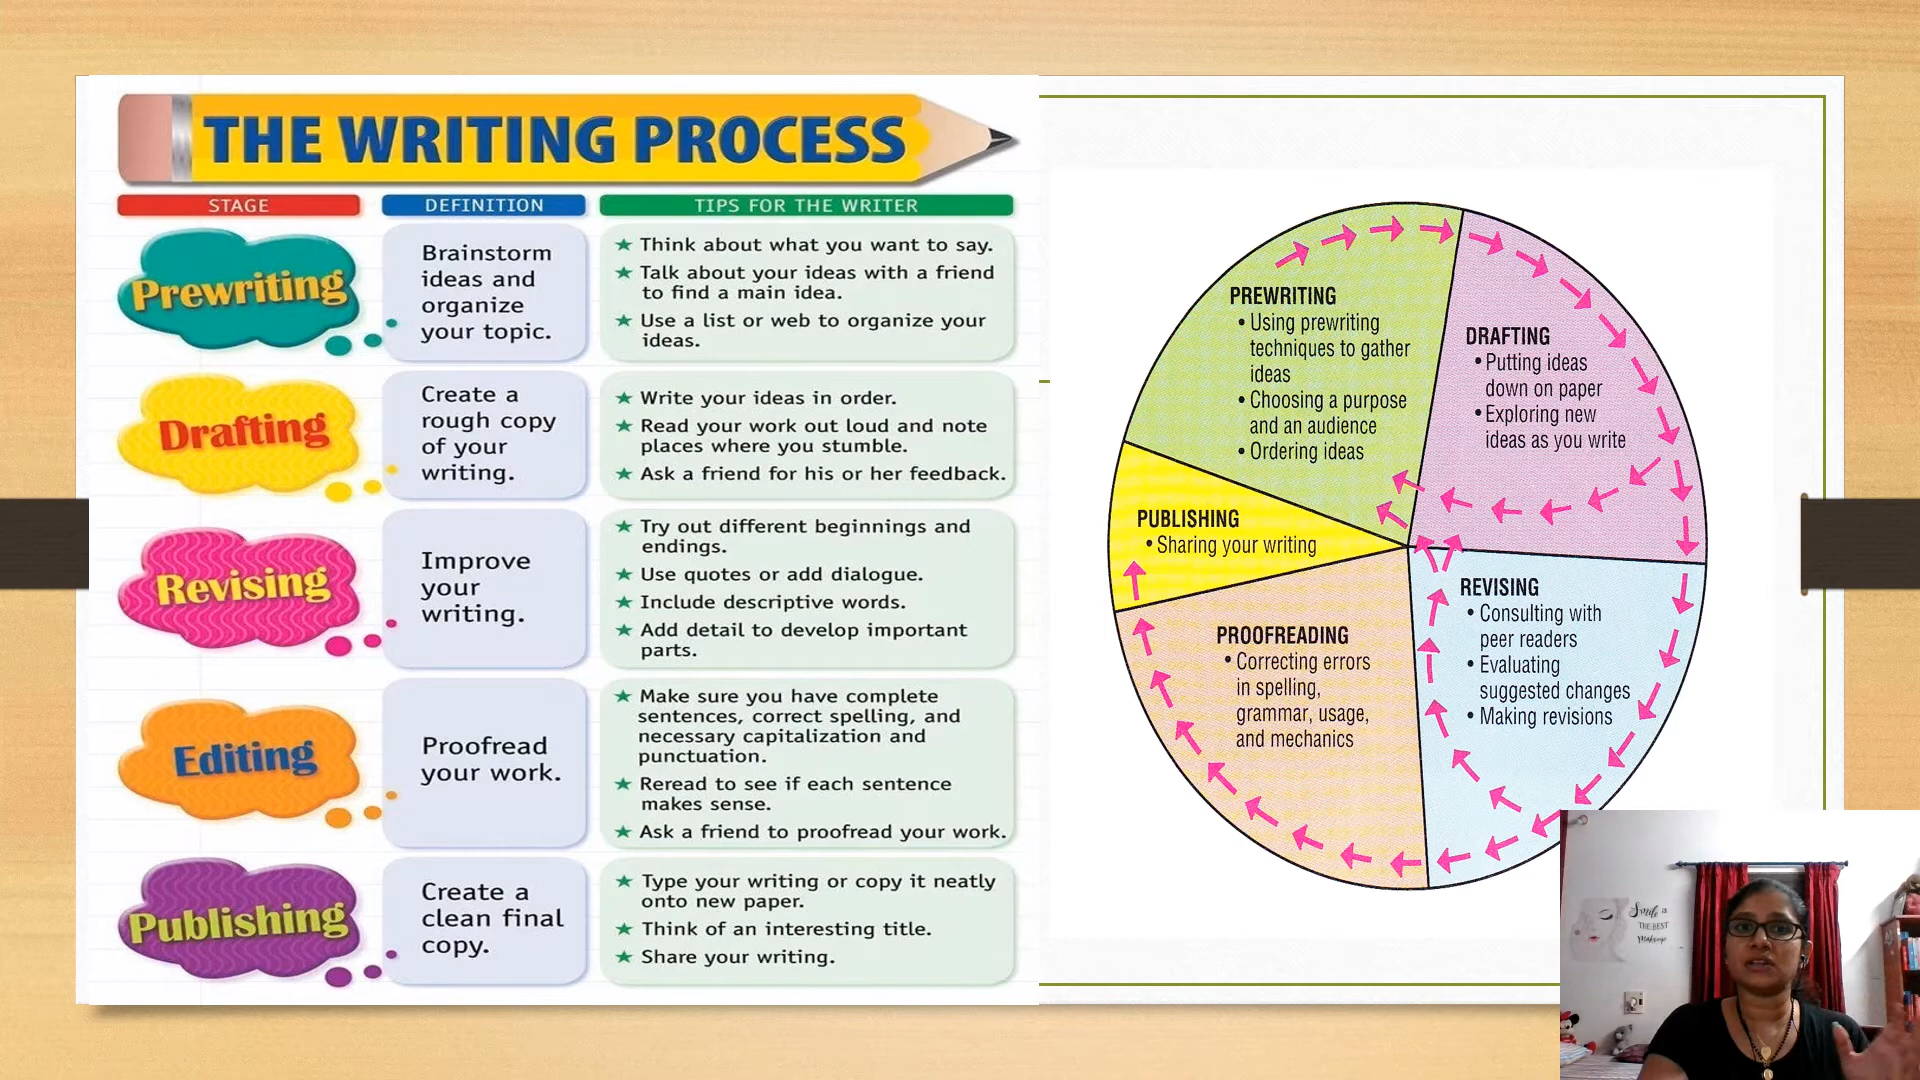 THE WRITING PROCESS
STAGE
DEFINITION
TIPS FOR THE WRITER
Prewriting
Brainstorm
ideas and
organize
your topic.
★ Think about what you want to say.
★ Talk about your ideas with a friend
to find a main idea.
★ Use a list or web to organize your
ideas.
Drafting
Create a
rough copy
of your
writing.
★ Write your ideas in order.
★ Read your work out loud and note
places where you stumble.
★ Ask a friend for his or her feedback.
Revising
Improve
your
writing.
★ Try out different beginnings and
endings.
★ Use quotes or add dialogue.
★ Include descriptive words.
★ Add detail to develop important
parts.
Editing
Proofread
your work.
★ Make sure you have complete
sentences, correct spelling, and
necessary capitalization and
punctuation.
★ Reread to see if each sentence
makes sense.
★ Ask a friend to proofread your work.
Publishing
Create a
clean final
copy.
★ Type your writing or copy it neatly
onto new paper.
★ Think of an interesting title.
★ Share your writing.
PREWRITING
• Using prewriting
techniques to gather
ideas
• Choosing a purpose
and an audience
• Ordering ideas
DRAFTING
• Putting ideas
down on paper
• Exploring new
ideas as you write
REVISING
• Consulting with
peer readers
• Evaluating
suggested changes
• Making revisions
PROOFREADING
• Correcting errors
in spelling,
grammar, usage,
and mechanics
PUBLISHING
• Sharing your writing
Smile is
THE BEST
Makeup